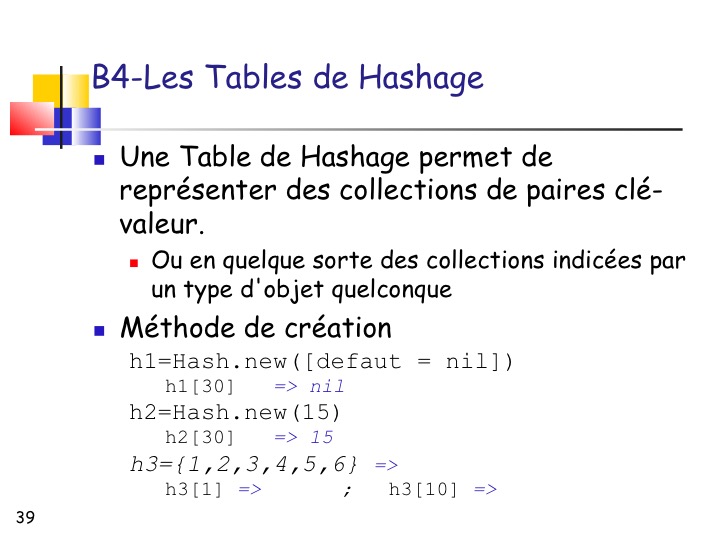 B4-Les Tables de Hashage
Une Table de Hashage permet de
représenter des collections de paires clé-
valeur.
Ou en quelque sorte des collections indicées par
un type d'objet quelconque
Méthode de création
h1=Hash.new([defaut = nil])
h1[30] => nil
h2=Hash.new(15)
h2[30] => 15
h3={1,2,3,4,5,6} =>
h3[1] => ; h3[10] =>
39